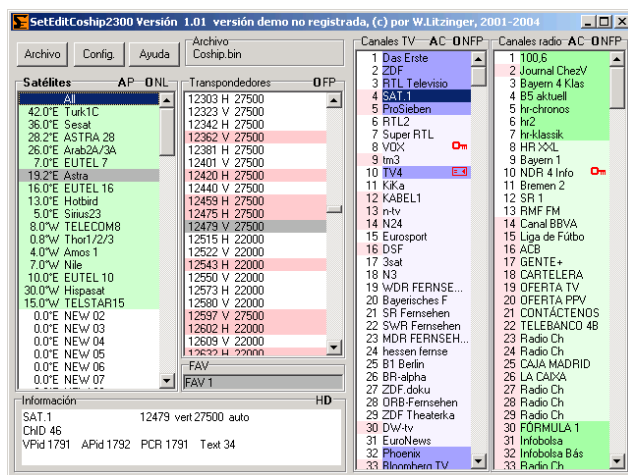 SetEditCoship2300 Versión 1.01 versión demo no registrada, (c) por W.Litzinger, 2001-2004
Archivo Config. Ayuda
Archivo
Coship.bin
Satélites AP ONL
All
42.0°E Turk1C
36.0°E Sesat
28.2°E ASTRA 28
26.0°E Arab2A/3A
7.0°E EUTEL 7
19.2°E Astra
16.0°E EUTEL 16
13.0°E Hotbird
5.0°E Sirius23
8.0°W TELECOM8
0.8°W Thor1/2/3
4.0°W Amos 1
7.0°W Nile
10.0°E EUTEL 10
30.0°W Hispasat
15.0°W TELSTAR15
0.0°E NEW 02
0.0°E NEW 03
0.0°E NEW 04
0.0°E NEW 05
0.0°E NEW 06
0.0°E NEW 07
Transpondedores OFP
12303 H 27500
12323 V 27500
12342 H 27500
12362 V 27500
12381 H 27500
12401 V 27500
12420 H 27500
12440 V 27500
12459 H 27500
12475 H 27500
12479 V 27500
12515 H 22000
12522 V 22000
12543 H 22000
12550 V 22000
12573 H 22000
12580 V 22000
12597 V 27500
12602 H 22000
12609 V 22000
12632 H 22000
FAV
FAV 1
Información HD
SAT.1 12479 vert 27500 auto
ChID 46
VPid 1791 APid 1792 PCR 1791 Text 34
Canales TV AC ONFP
1 Das Erste
2 ZDF
3 RTL Televisio
4 SAT.1
5 ProSieben
6 RTL2
7 Super RTL
8 VOX
9 tm3
10 TV4
11 KiKa
12 KABEL1
13 n-tv
14 N24
15 Eurosport
16 DSF
17 3sat
18 N3
19 WDR FERNSE...
20 Bayerisches F
21 SR Fernsehen
22 SWR Fernsehen
23 MDR FERNSEH...
24 hessen fernse
25 B1 Berlin
26 BR-alpha
27 ZDF.doku
28 ORB-Fernsehen
29 ZDF Theaterka
30 DW-tv
31 EuroNews
32 Phoenix
33 Bloomberg TV
Canales radio AC ONFP
1 100,6
2 Journal ChezV
3 Bayern 4 Klas
4 B5 aktuell
5 hr-chronos
6 hr2
7 hr-klassik
8 HR XXL
9 Bayern 1
10 NDR 4 Info
11 Bremen 2
12 SR 1
13 RMF FM
14 Canal BBVA
15 Liga de Fútbo
16 ACB
17 GENTE+
18 CARTELERA
19 OFERTA TV
20 OFERTA PPV
21 CONTÁCTENOS
22 TELEBANCO 4B
23 Radio Ch
24 Radio Ch
25 CAJA MADRID
26 LA CAIXA
27 Radio Ch
28 Radio Ch
29 Radio Ch
30 FÓRMULA 1
31 Infobolsa
32 Infobolsa Bás
33 Radio Ch